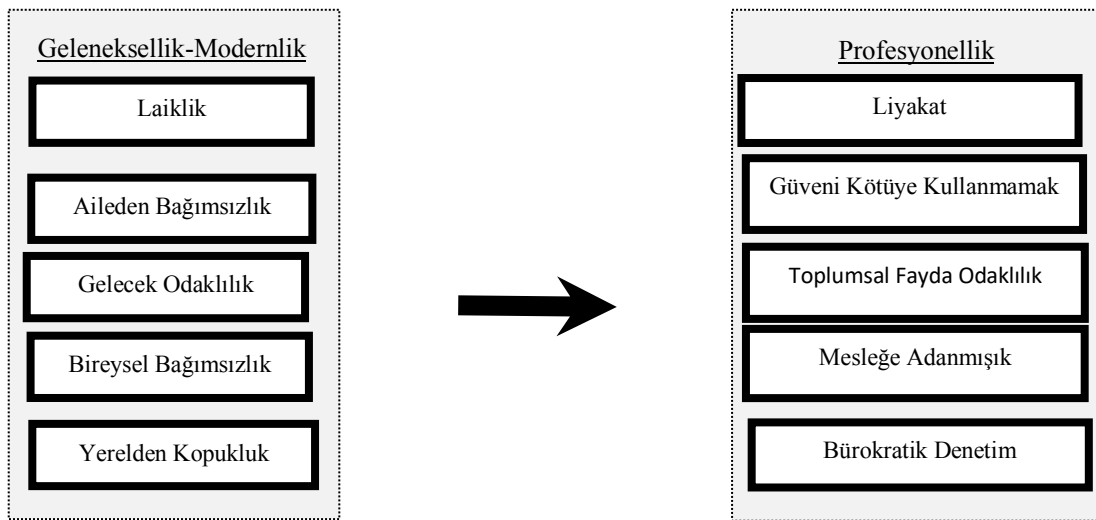 Geleneksellik-Modernlik
Laiklik
Aileden Bağımsızlık
Gelecek Odaklılık
Bireysel Bağımsızlık
Yerelden Kopukluk
Profesyonellik
Liyakat
Güveni Kötüye Kullanmamak
Toplumsal Fayda Odaklılık
Mesleğe Adanmışık
Bürokratik Denetim